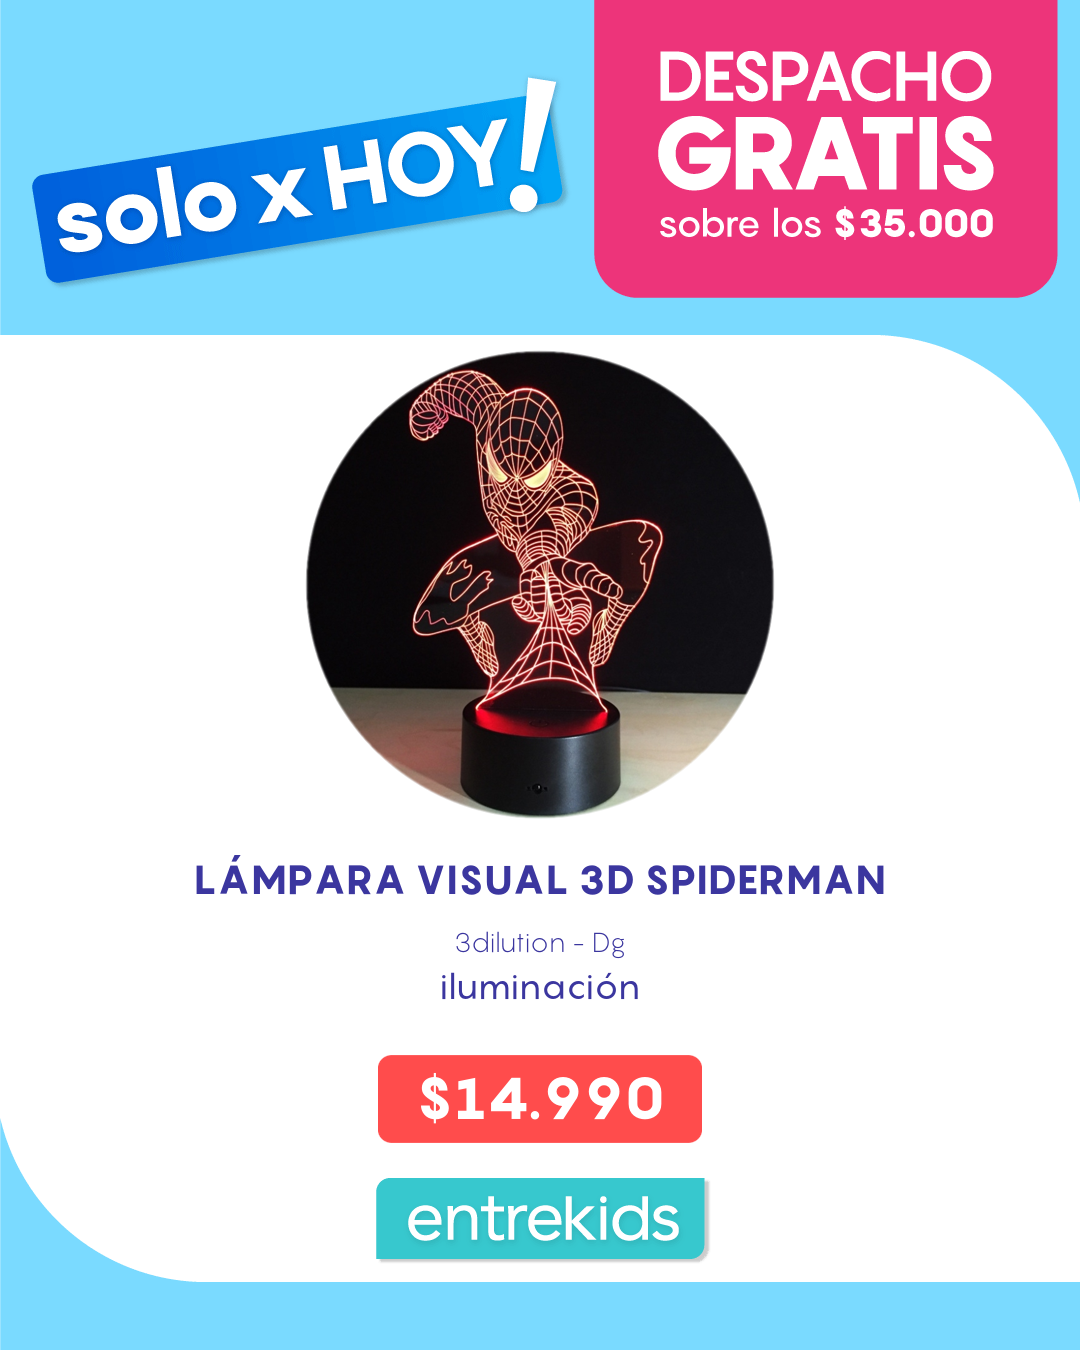 solo x HOY!
DESPACHO
GRATIS
sobre los $35.000
LÁMPARA VISUAL 3D SPIDERMAN
3dilution - Dg
iluminación
$14.990
entrekids